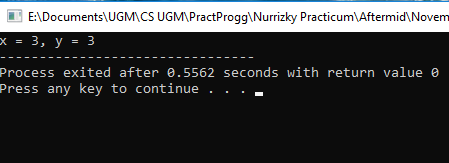 E:\Documents\UGM\CS UGM\PractProgg\Nurrizky Practicum\Aftermid\Novem
x = 3, y = 3
--------------------------------
Process exited after 0.5562 seconds with return value 0
Press any key to continue . . .